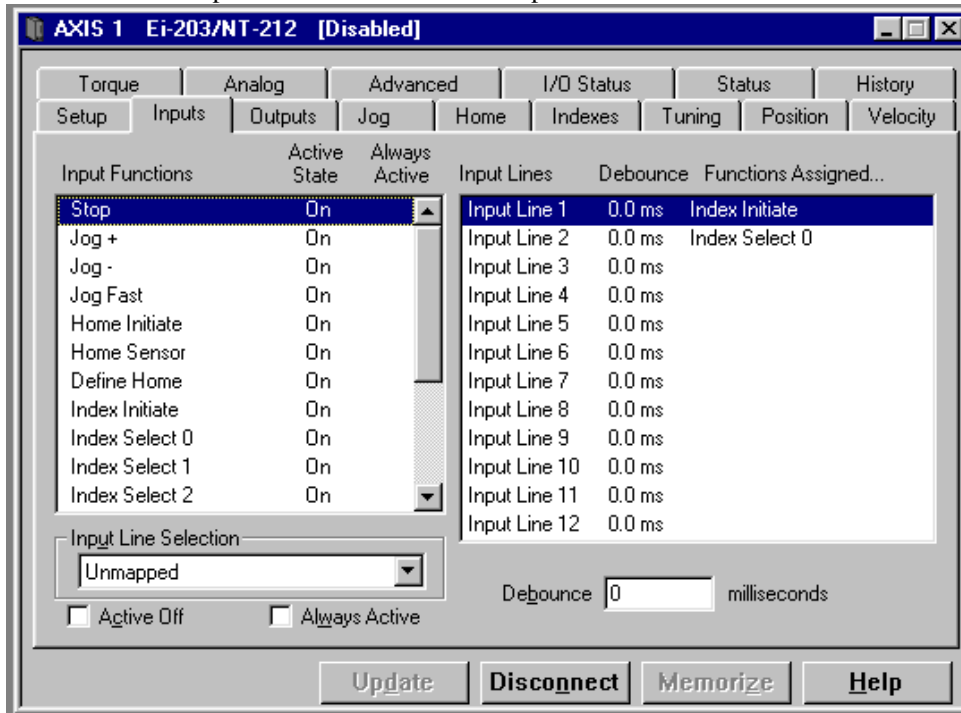 AXIS 1 Ei-203/NT-212 [Disabled]
Torque Analog Advanced I/O Status Status History
Setup Inputs Outputs Jog Home Indexes Tuning Position Velocity
Input Functions Active State Always Active
Stop On
Jog + On
Jog - On
Jog Fast On
Home Initiate On
Home Sensor On
Define Home On
Index Initiate On
Index Select 0 On
Index Select 1 On
Index Select 2 On
Input Line Selection
Unmapped
Active Off Always Active
Input Lines Debounce Functions Assigned...
Input Line 1 0.0 ms Index Initiate
Input Line 2 0.0 ms Index Select 0
Input Line 3 0.0 ms
Input Line 4 0.0 ms
Input Line 5 0.0 ms
Input Line 6 0.0 ms
Input Line 7 0.0 ms
Input Line 8 0.0 ms
Input Line 9 0.0 ms
Input Line 10 0.0 ms
Input Line 11 0.0 ms
Input Line 12 0.0 ms
Debounce 0 milliseconds
Update Disconnect Memorize Help